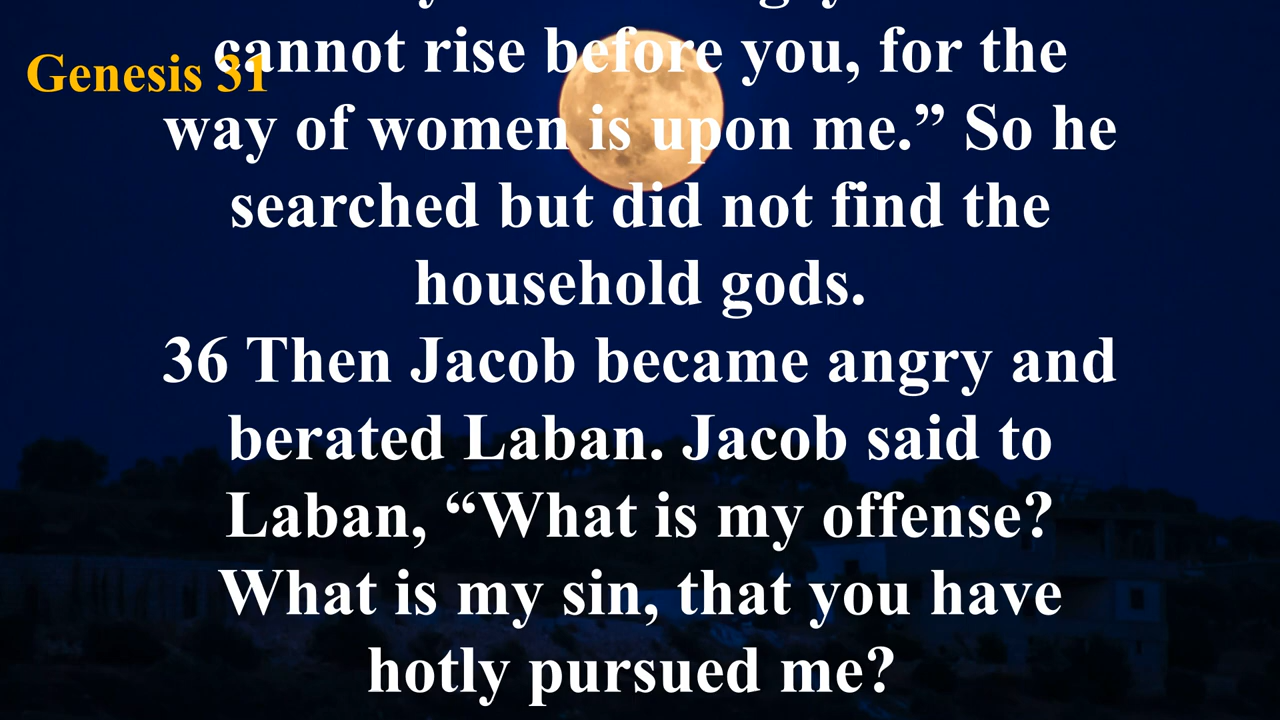 Genesis 31
cannot rise before you, for the
way of women is upon me.” So he
searched but did not find the
household gods.
36 Then Jacob became angry and
berated Laban. Jacob said to
Laban, “What is my offense?
What is my sin, that you have
hotly pursued me?